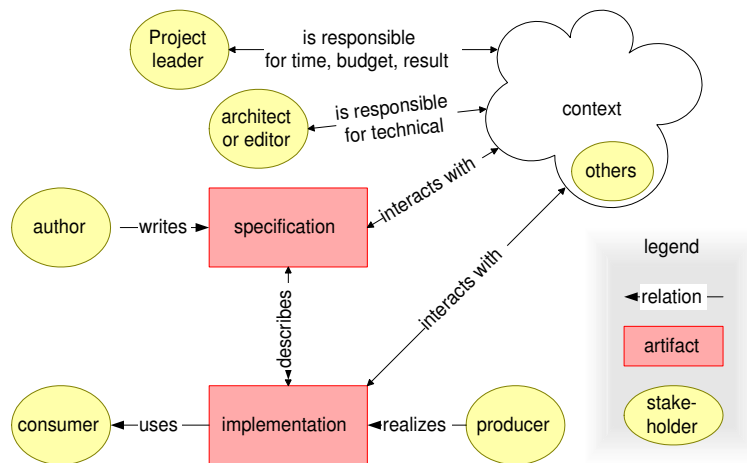 Project
leader
is responsible
for time, budget, result
architect
or editor
is responsible
for technical
context
others
author
writes
specification
interacts with
interacts with
describes
legend
relation
artifact
stake-
holder
consumer
uses
implementation
realizes
producer